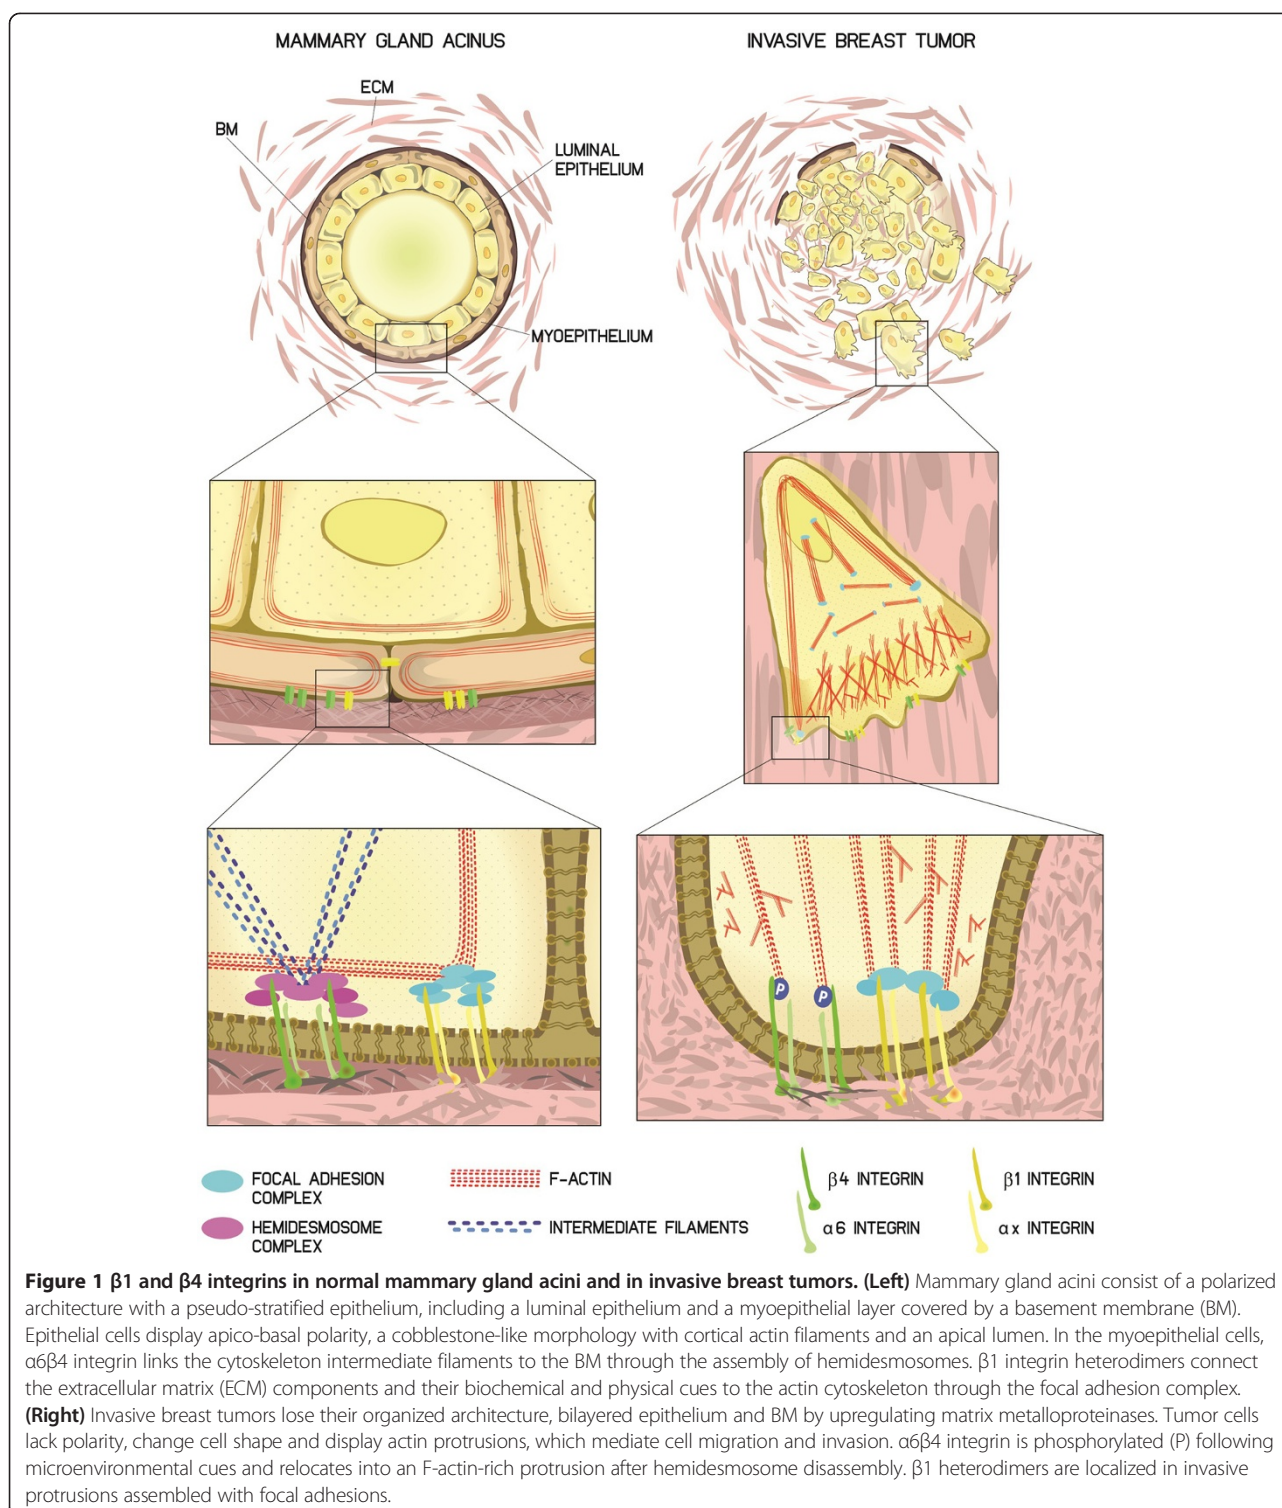 MAMMARY GLAND ACINUS
INVASIVE BREAST TUMOR
ECM
BM
LUMINAL
EPITHELIUM
MYOEPITHELIUM
P
P
FOCAL ADHESION
COMPLEX
F-ACTIN
β4 INTEGRIN
β1 INTEGRIN
HEMIDESMOSOME
COMPLEX
INTERMEDIATE FILAMENTS
α6 INTEGRIN
αx INTEGRIN
Figure 1 β1 and β4 integrins in normal mammary gland acini and in invasive breast tumors. (Left) Mammary gland acini consist of a polarized
architecture with a pseudo-stratified epithelium, including a luminal epithelium and a myoepithelial layer covered by a basement membrane (BM).
Epithelial cells display apico-basal polarity, a cobblestone-like morphology with cortical actin filaments and an apical lumen. In the myoepithelial cells,
α6β4 integrin links the cytoskeleton intermediate filaments to the BM through the assembly of hemidesmosomes. β1 integrin heterodimers connect
the extracellular matrix (ECM) components and their biochemical and physical cues to the actin cytoskeleton through the focal adhesion complex.
(Right) Invasive breast tumors lose their organized architecture, bilayered epithelium and BM by upregulating matrix metalloproteinases. Tumor cells
lack polarity, change cell shape and display actin protrusions, which mediate cell migration and invasion. α6β4 integrin is phosphorylated (P) following
microenvironmental cues and relocates into an F-actin-rich protrusion after hemidesmosome disassembly. β1 heterodimers are localized in invasive
protrusions assembled with focal adhesions.